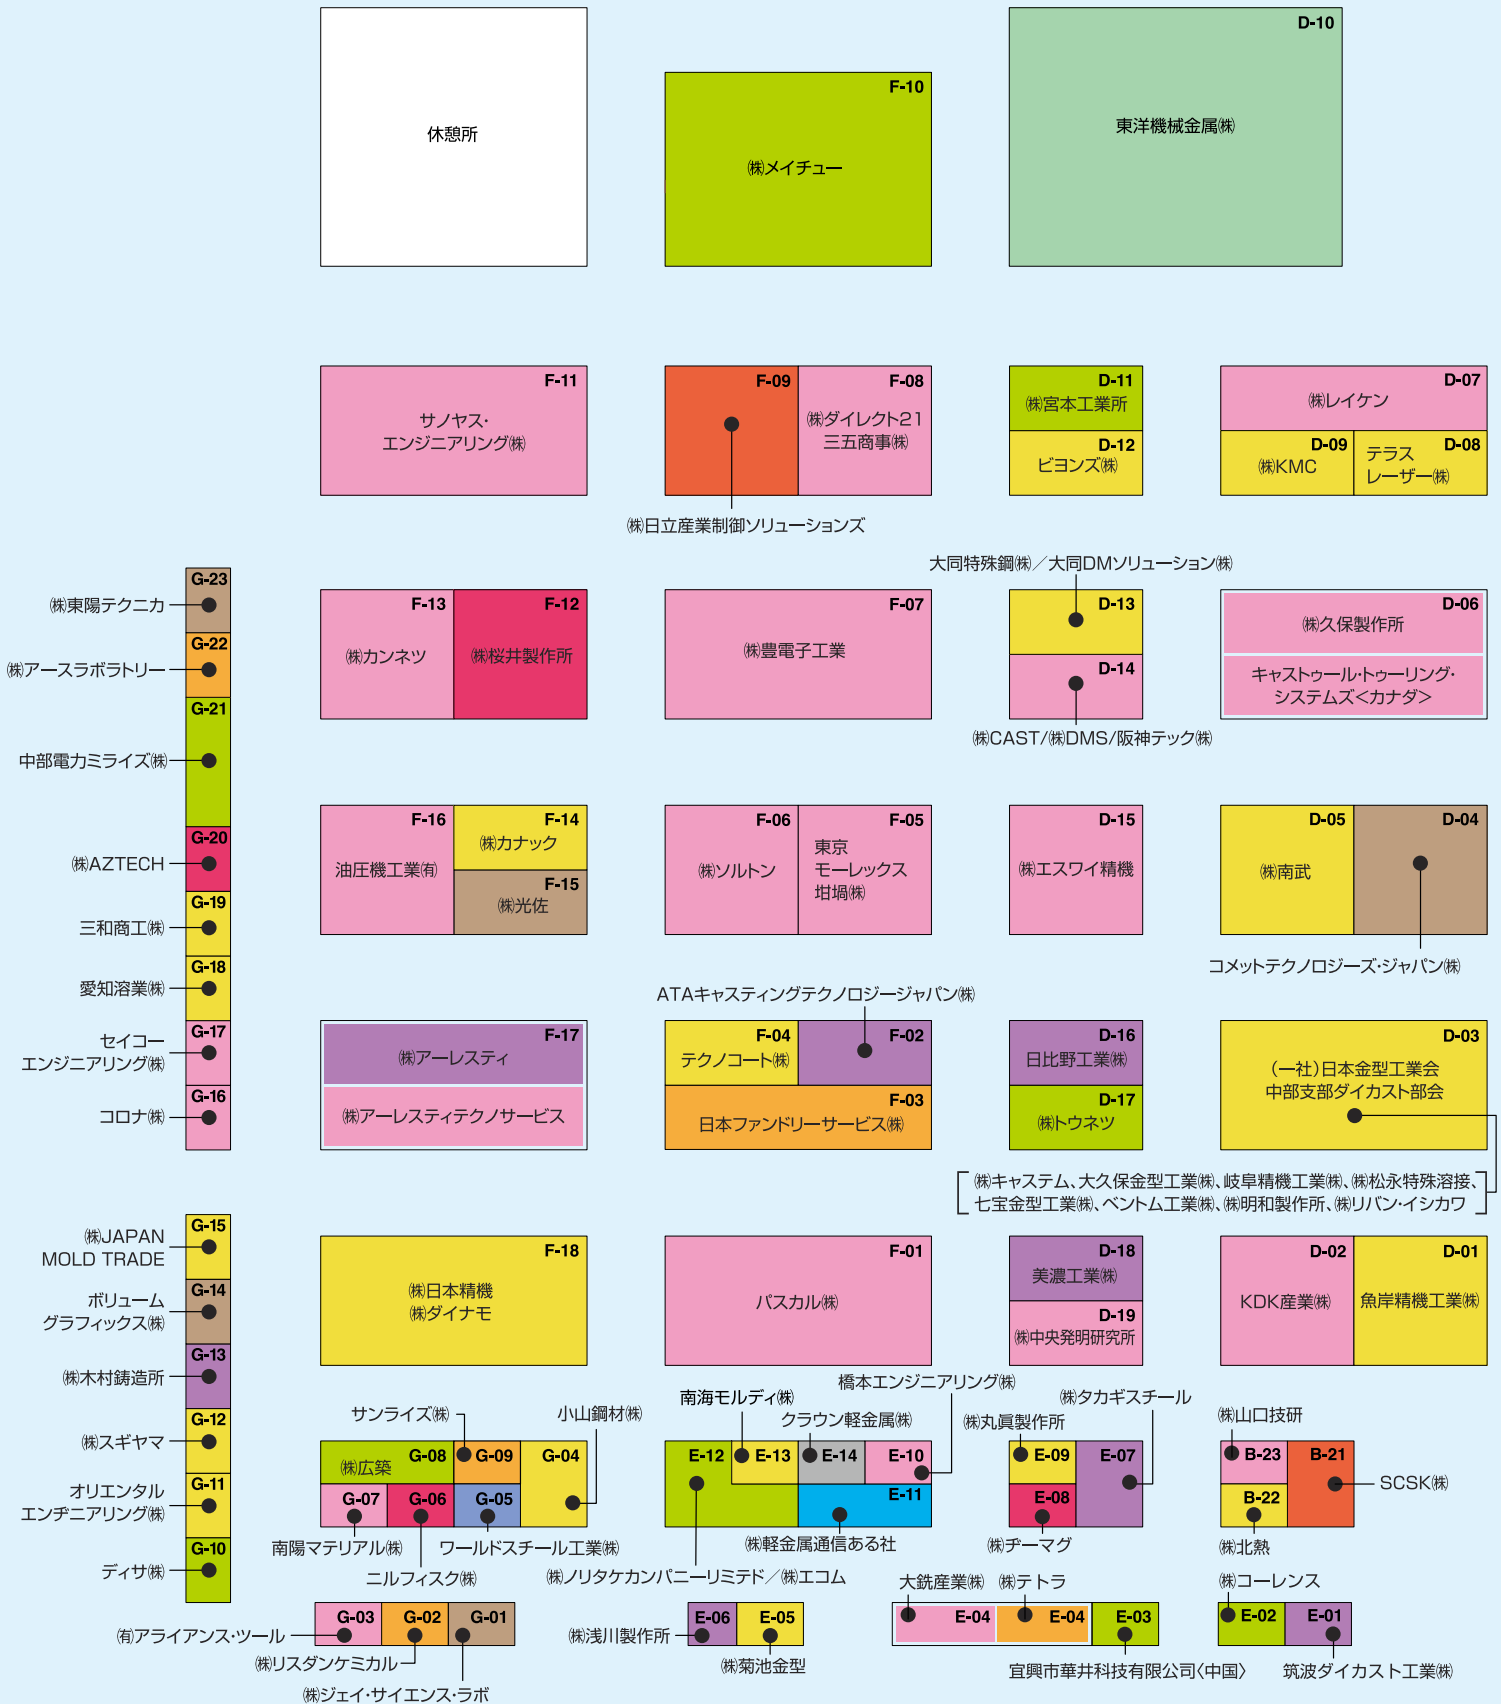 D-10
東洋機械金属㈱
休憩所
F-10
㈱メイチュー
F-11
サノヤス・
エンジニアリング㈱
F-09
㈱日立産業制御ソリューションズ
F-08
㈱ダイレクト21
三五商事㈱
D-11
㈱宮本工業所
D-12
ビヨンズ㈱
D-07
㈱レイケン
D-09
㈱KMC
D-08
テラス
レーザー㈱
G-23
㈱東陽テクニカ
G-22
㈱アースラボラトリー
G-21
中部電力ミライズ㈱
G-20
㈱AZTECH
G-19
三和商工㈱
G-18
愛知溶業㈱
G-17
セイコー
エンジニアリング㈱
G-16
コロナ㈱
F-13
㈱カンネツ
F-12
㈱桜井製作所
F-07
㈱豊電子工業
大同特殊鋼㈱／大同DMソリューション㈱
D-13
D-14
㈱CAST/㈱DMS/阪神テック㈱
D-06
㈱久保製作所
キャストゥール・トゥーリング・
システムズ<カナダ>
F-16
油圧機工業㈲
F-14
㈱カナック
F-15
㈱光佐
F-06
㈱ソルトン
F-05
東京
モーレックス
坩堝㈱
D-15
㈱エスワイ精機
D-05
㈱南武
D-04
コメットテクノロジーズ・ジャパン㈱
F-17
㈱アーレスティ
㈱アーレスティテクノサービス
ATAキャスティングテクノロジージャパン㈱
F-04
テクノコート㈱
F-02
F-03
日本ファンドリーサービス㈱
D-16
日比野工業㈱
D-17
㈱トウネツ
D-03
(一社)日本金型工業会
中部支部ダイカスト部会
㈱キャステム、大久保金型工業㈱、岐阜精機工業㈱、㈱松永特殊溶接、
七宝金型工業㈱、ベントム工業㈱、㈱明和製作所、㈱リバン・イシカワ
G-15
㈱JAPAN
MOLD TRADE
G-14
ボリューム
グラフィックス㈱
G-13
㈱木村鋳造所
G-12
㈱スギヤマ
G-11
オリエンタル
エンヂニアリング㈱
G-10
ディサ㈱
F-18
㈱日本精機
㈱ダイナモ
F-01
パスカル㈱
D-18
美濃工業㈱
D-19
㈱中央発明研究所
D-02
KDK産業㈱
D-01
魚岸精機工業㈱
サンライズ㈱
小山鋼材㈱
G-08
㈱広築
G-09
G-04
G-07
G-06
G-05
南陽マテリアル㈱
ワールドスチール工業㈱
ニルフィスク㈱
南海モルディ㈱
クラウン軽金属㈱
橋本エンジニアリング㈱
E-12
E-13
E-14
E-10
E-11
㈱軽金属通信ある社
㈱ノリタケカンパニーリミテド／㈱エコム
㈱丸眞製作所
㈱タカギスチール
E-09
E-07
E-08
㈱ヂーマグ
㈱山口技研
B-23
B-21
SCSK㈱
B-22
㈱北熱
G-03
G-02
G-01
㈲アライアンス・ツール
㈱リスダンケミカル
㈱ジェイ・サイエンス・ラボ
E-06
E-05
㈱浅川製作所
㈱菊池金型
大銑産業㈱
㈱テトラ
E-04
E-04
E-03
宜興市華井科技有限公司〈中国〉
㈱コーレンス
E-02
E-01
筑波ダイカスト工業㈱